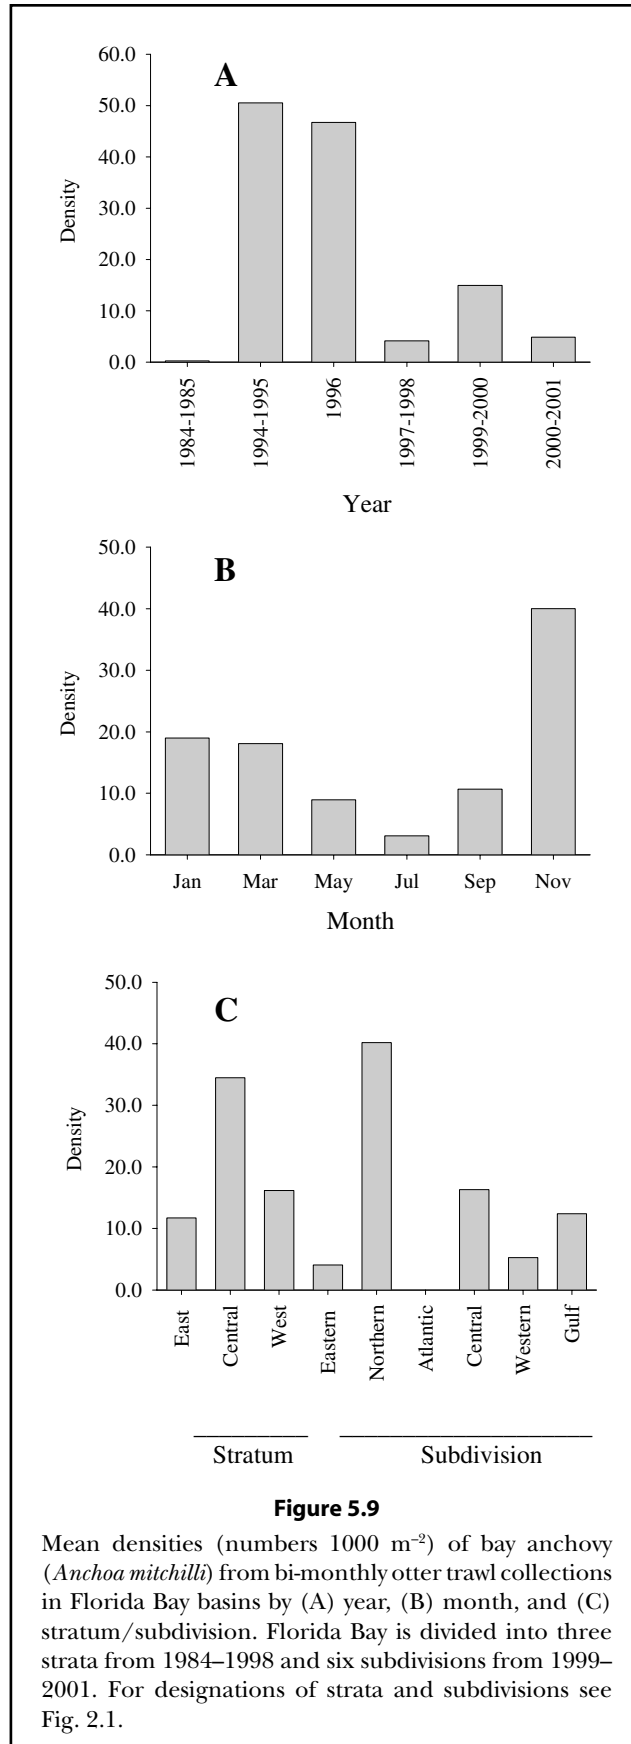 A
60.0
50.0
40.0
30.0
20.0
10.0
0.0
Density
1984-1985
1994-1995
1996
1997-1998
1999-2000
2000-2001
Year
B
50.0
40.0
30.0
20.0
10.0
0.0
Density
Jan Mar May Jul Sep Nov
Month
C
50.0
40.0
30.0
20.0
10.0
0.0
Density
East
Central
West
Eastern
Northern
Atlantic
Central
Western
Gulf
Stratum Subdivision
Figure 5.9
Mean densities (numbers 1000 m⁻²) of bay anchovy
(Anchoa mitchilli) from bi-monthly otter trawl collections
in Florida Bay basins by (A) year, (B) month, and (C)
stratum/subdivision. Florida Bay is divided into three
strata from 1984–1998 and six subdivisions from 1999–
2001. For designations of strata and subdivisions see
Fig. 2.1.